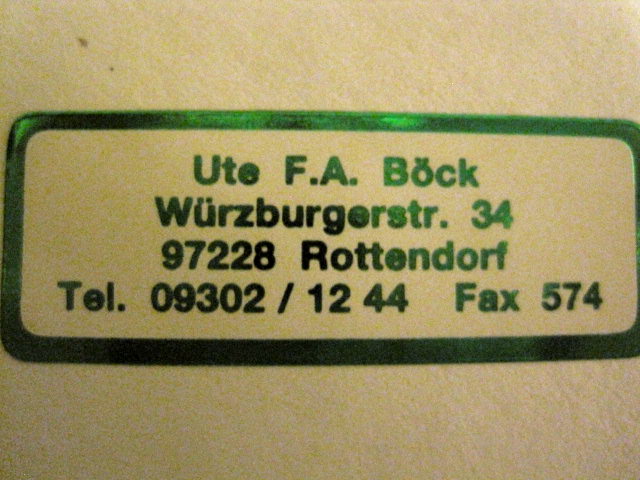 Ute F.A. Böck
Würzburgerstr. 34
97228 Rottendorf
Tel. 09302 / 12 44 Fax 574